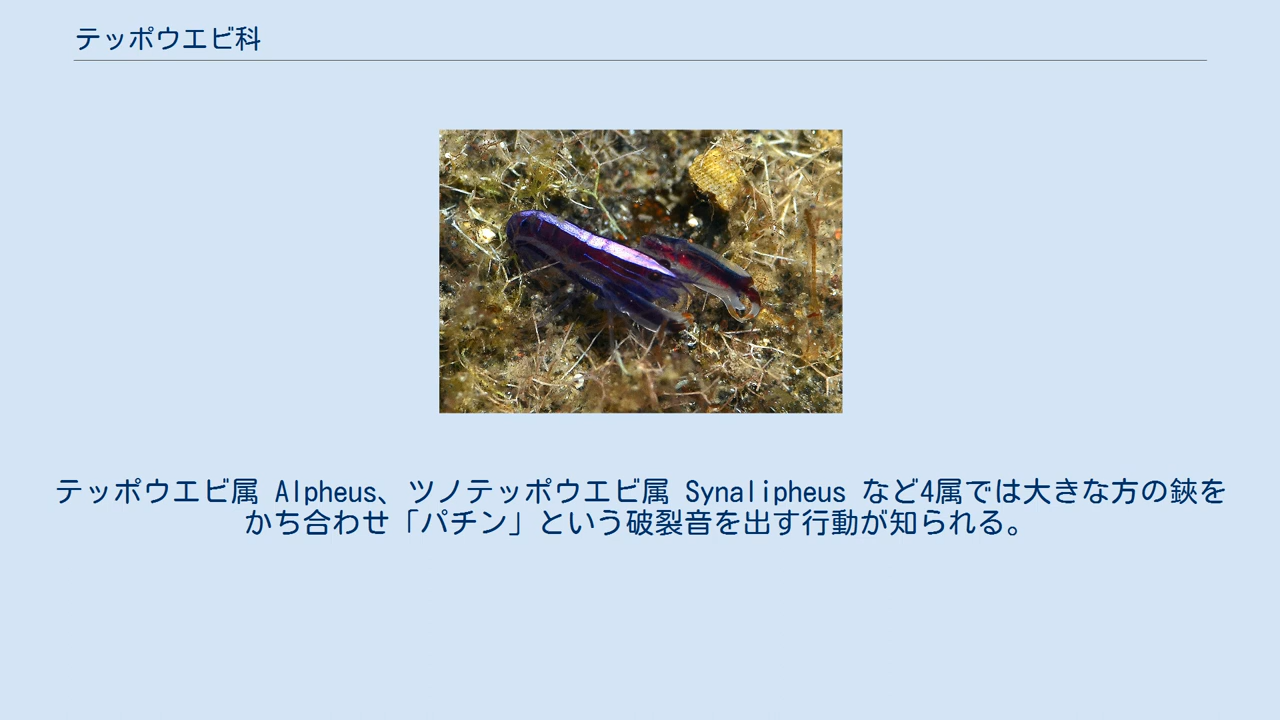 テッポウエビ科
テッポウエビ属 Alpheus、ツノテッポウエビ属 Synalipheus など4属では大きな方の鋏を
かち合わせ「パチン」という破裂音を出す行動が知られる。